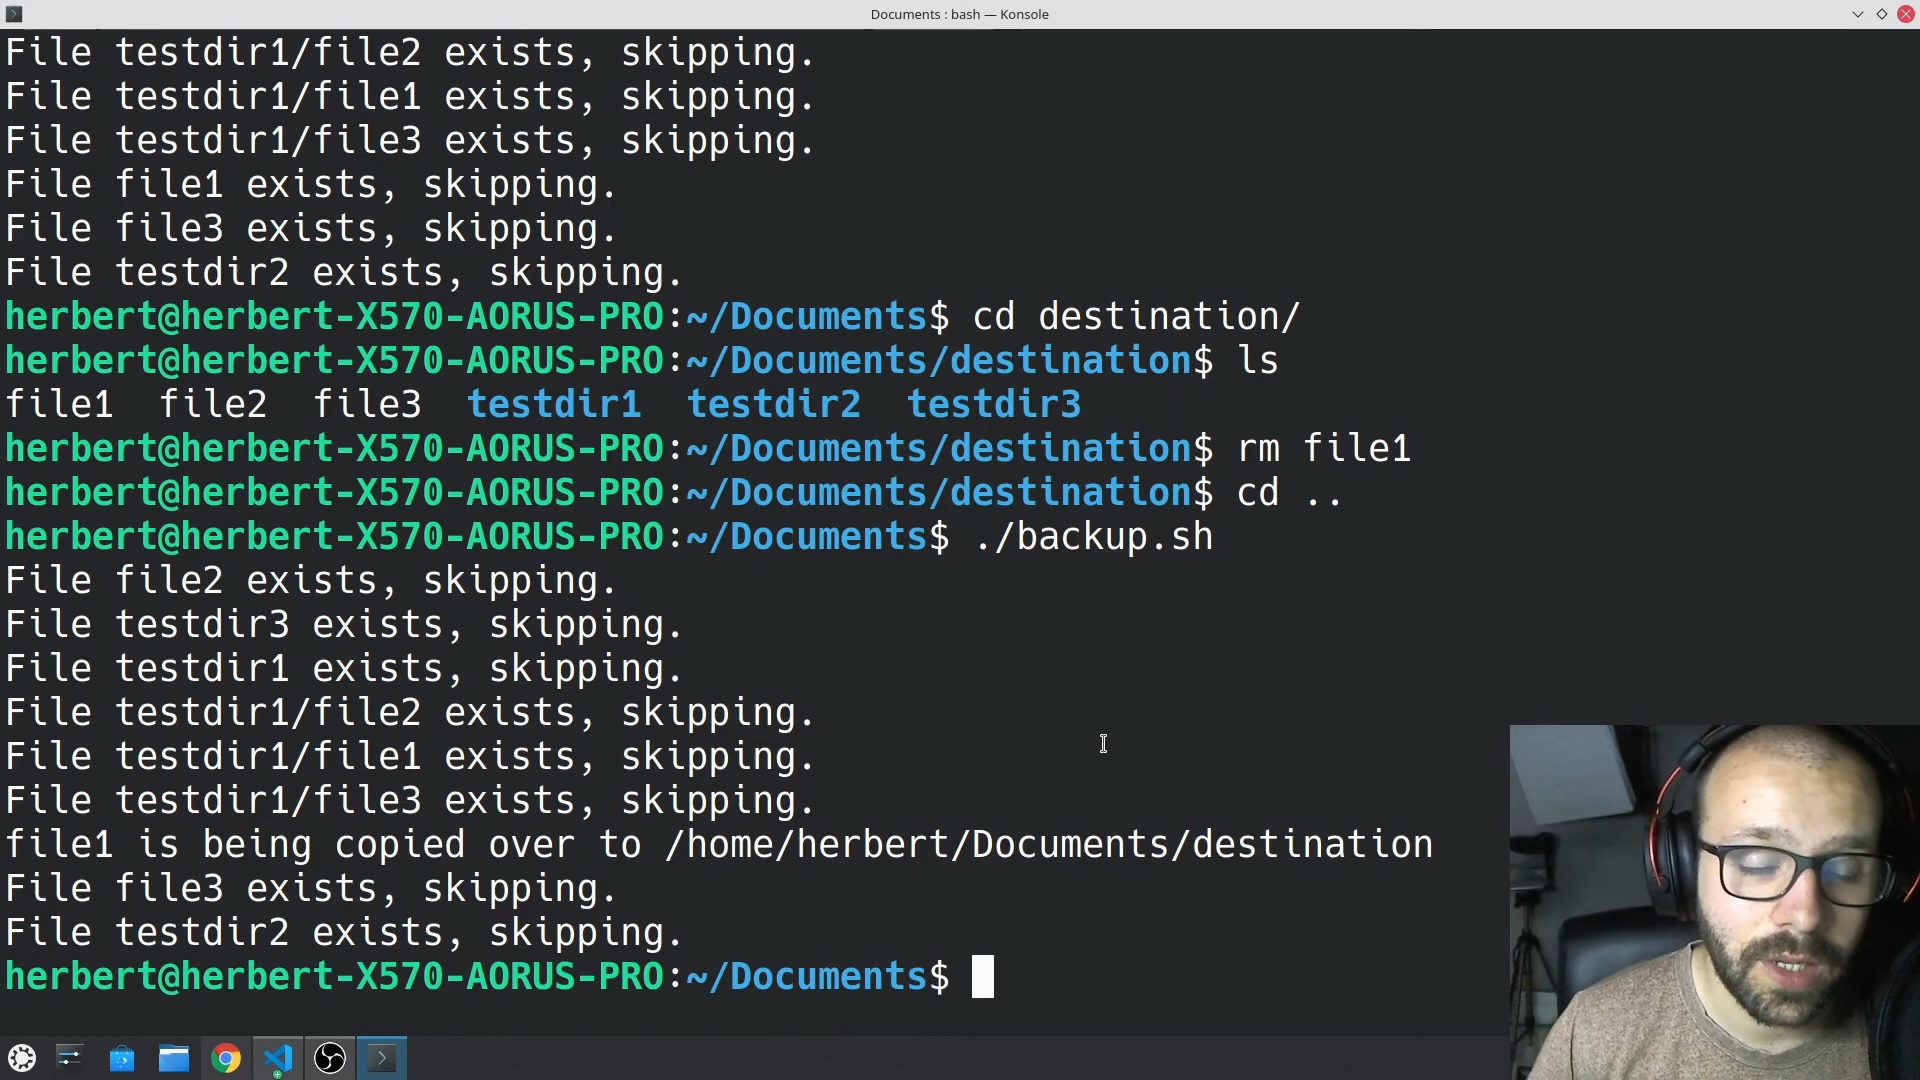 Documents : bash — Konsole
File testdir1/file2 exists, skipping.
File testdir1/file1 exists, skipping.
File testdir1/file3 exists, skipping.
File file1 exists, skipping.
File file3 exists, skipping.
File testdir2 exists, skipping.
herbert@herbert-X570-AORUS-PRO:~/Documents$ cd destination/
herbert@herbert-X570-AORUS-PRO:~/Documents/destination$ ls
file1 file2 file3 testdir1 testdir2 testdir3
herbert@herbert-X570-AORUS-PRO:~/Documents/destination$ rm file1
herbert@herbert-X570-AORUS-PRO:~/Documents/destination$ cd ..
herbert@herbert-X570-AORUS-PRO:~/Documents$ ./backup.sh
File file2 exists, skipping.
File testdir3 exists, skipping.
File testdir1 exists, skipping.
File testdir1/file2 exists, skipping.
File testdir1/file1 exists, skipping.
File testdir1/file3 exists, skipping.
file1 is being copied over to /home/herbert/Documents/destination
File file3 exists, skipping.
File testdir2 exists, skipping.
herbert@herbert-X570-AORUS-PRO:~/Documents$